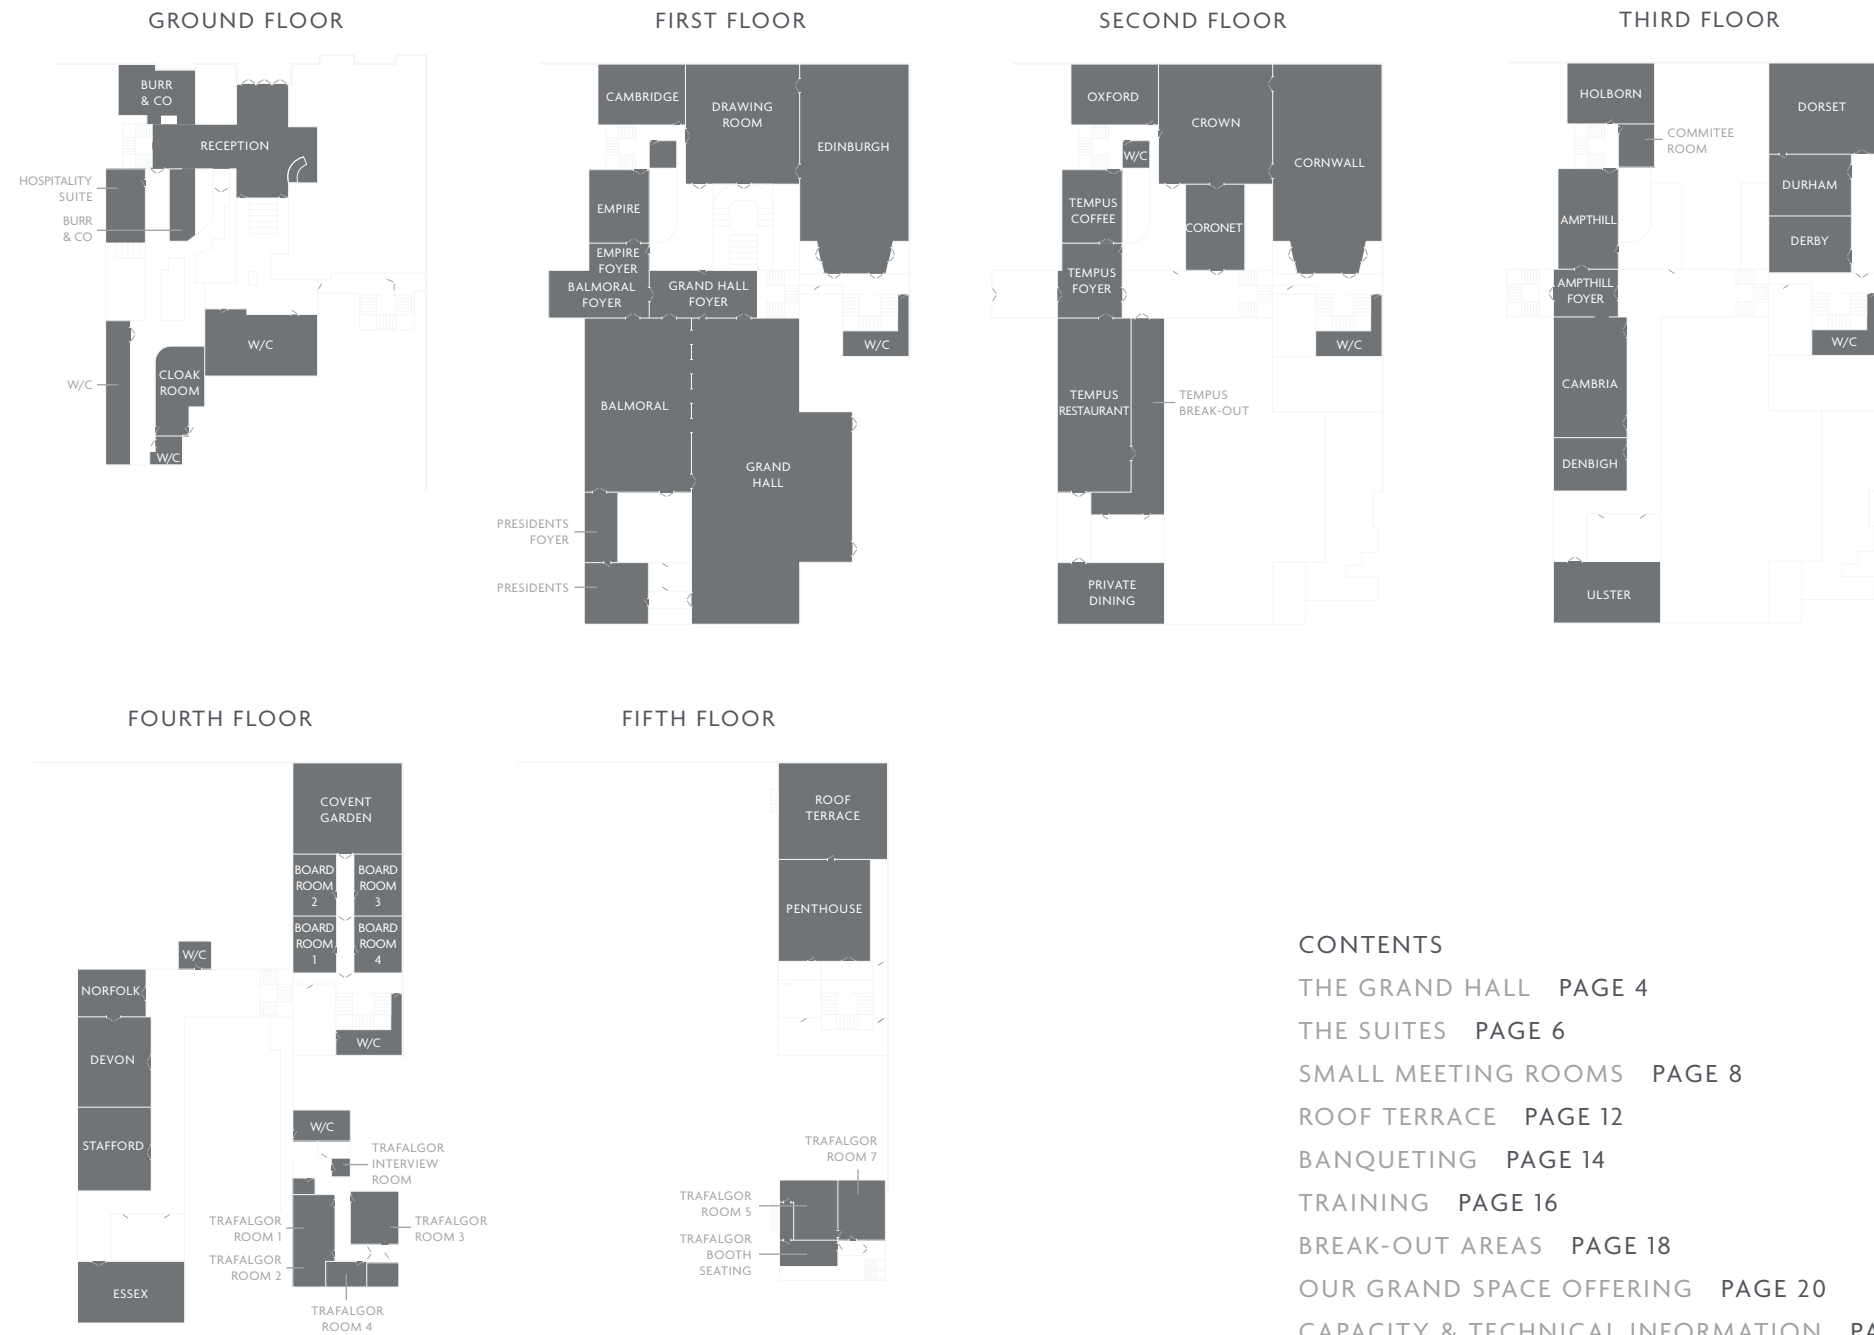 GROUND FLOOR
BURR
& CO
RECEPTION
HOSPITALITY
SUITE
BURR
& CO
W/C
W/C
CLOAK
ROOM
W/C
FIRST FLOOR
CAMBRIDGE
DRAWING
ROOM
EDINBURGH
EMPIRE
EMPIRE
FOYER
BALMORAL
FOYER
GRAND HALL
FOYER
W/C
BALMORAL
GRAND
HALL
PRESIDENTS
FOYER
PRESIDENTS
SECOND FLOOR
OXFORD
CROWN
W/C
CORNWALL
TEMPUS
COFFEE
CORONET
TEMPUS
FOYER
W/C
TEMPUS
RESTAURANT
TEMPUS
BREAK-OUT
PRIVATE
DINING
THIRD FLOOR
HOLBORN
DORSET
COMMITEE
ROOM
DURHAM
AMPTHILL
DERBY
AMPTHILL
FOYER
W/C
CAMBRIA
DENBIGH
ULSTER
FOURTH FLOOR
COVENT
GARDEN
BOARD
ROOM
2
BOARD
ROOM
3
BOARD
ROOM
1
BOARD
ROOM
4
W/C
NORFOLK
W/C
DEVON
STAFFORD
W/C
TRAFALGOR
INTERVIEW
ROOM
TRAFALGOR
ROOM 1
TRAFALGOR
ROOM 3
TRAFALGOR
ROOM 2
ESSEX
TRAFALGOR
ROOM 4
FIFTH FLOOR
ROOF
TERRACE
PENTHOUSE
TRAFALGOR
ROOM 7
TRAFALGOR
ROOM 5
TRAFALGOR
BOOTH
SEATING
CONTENTS
THE GRAND HALL PAGE 4
THE SUITES PAGE 6
SMALL MEETING ROOMS PAGE 8
ROOF TERRACE PAGE 12
BANQUETING PAGE 14
TRAINING PAGE 16
BREAK-OUT AREAS PAGE 18
OUR GRAND SPACE OFFERING PAGE 20
CAPACITY & TECHNICAL INFORMATION